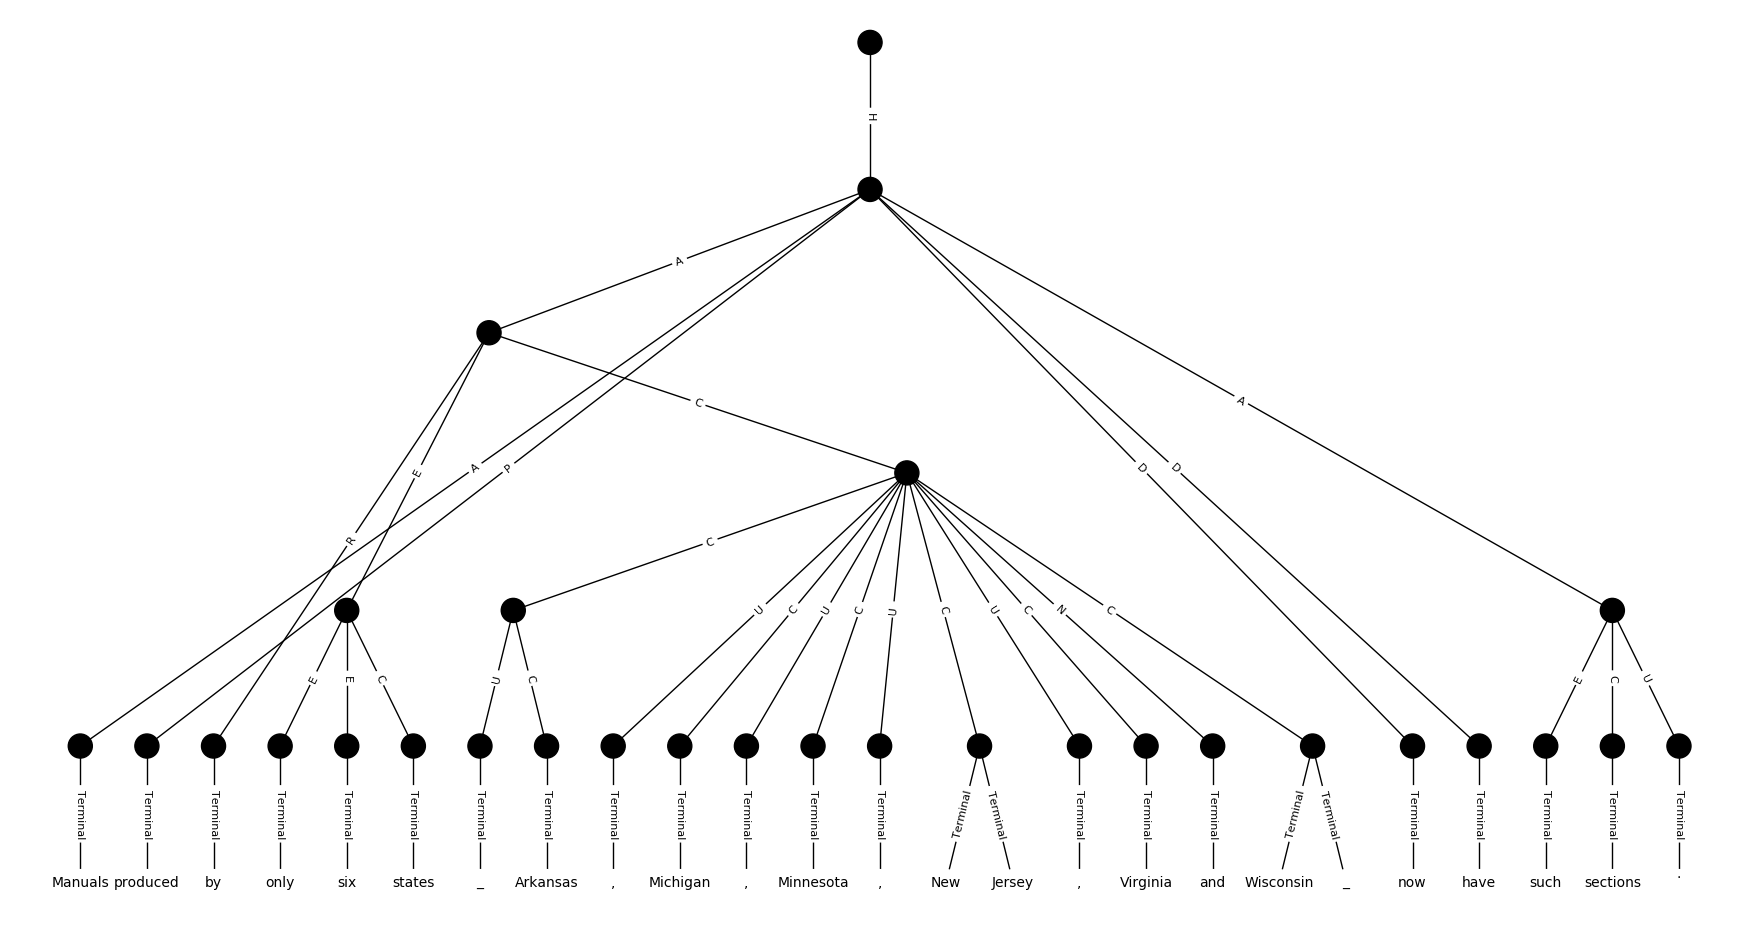 H
A
A
C
E
A
P
D
D
R
C
U
C
U
C
U
C
U
C
N
C
E
E
C
U
C
E
C
U
Terminal Terminal Terminal Terminal Terminal Terminal Terminal Terminal Terminal Terminal Terminal Terminal Terminal Terminal Terminal Terminal Terminal Terminal Terminal Terminal Terminal Terminal Terminal Terminal Terminal
Manuals produced by only six states _ Arkansas , Michigan , Minnesota , New Jersey , Virginia and Wisconsin _ now have such sections .